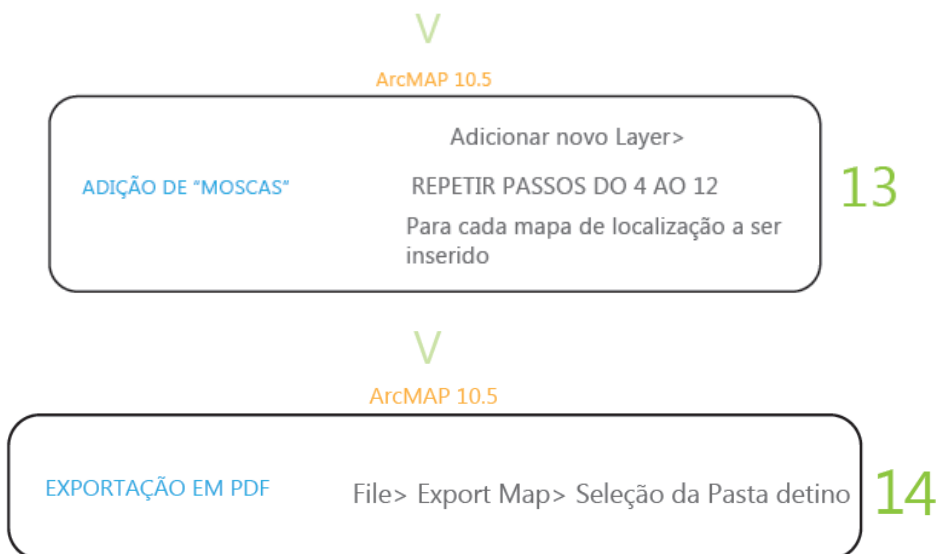 V
ArcMAP 10.5
Adicionar novo Layer>
ADIÇÃO DE "MOSCAS"
REPETIR PASSOS DO 4 AO 12
13
Para cada mapa de localização a ser
inserido
V
ArcMAP 10.5
EXPORTAÇÃO EM PDF
File> Export Map> Seleção da Pasta detino
14